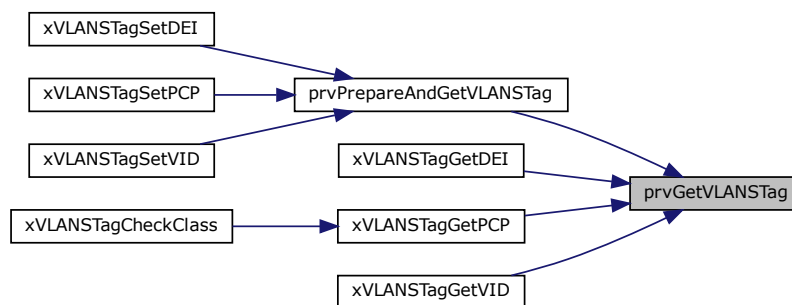 xVLANSTagSetDEI
xVLANSTagSetPCP
prvPrepareAndGetVLANSTag
xVLANSTagSetVID
xVLANSTagGetDEI
prvGetVLANSTag
xVLANSTagCheckClass
xVLANSTagGetPCP
xVLANSTagGetVID